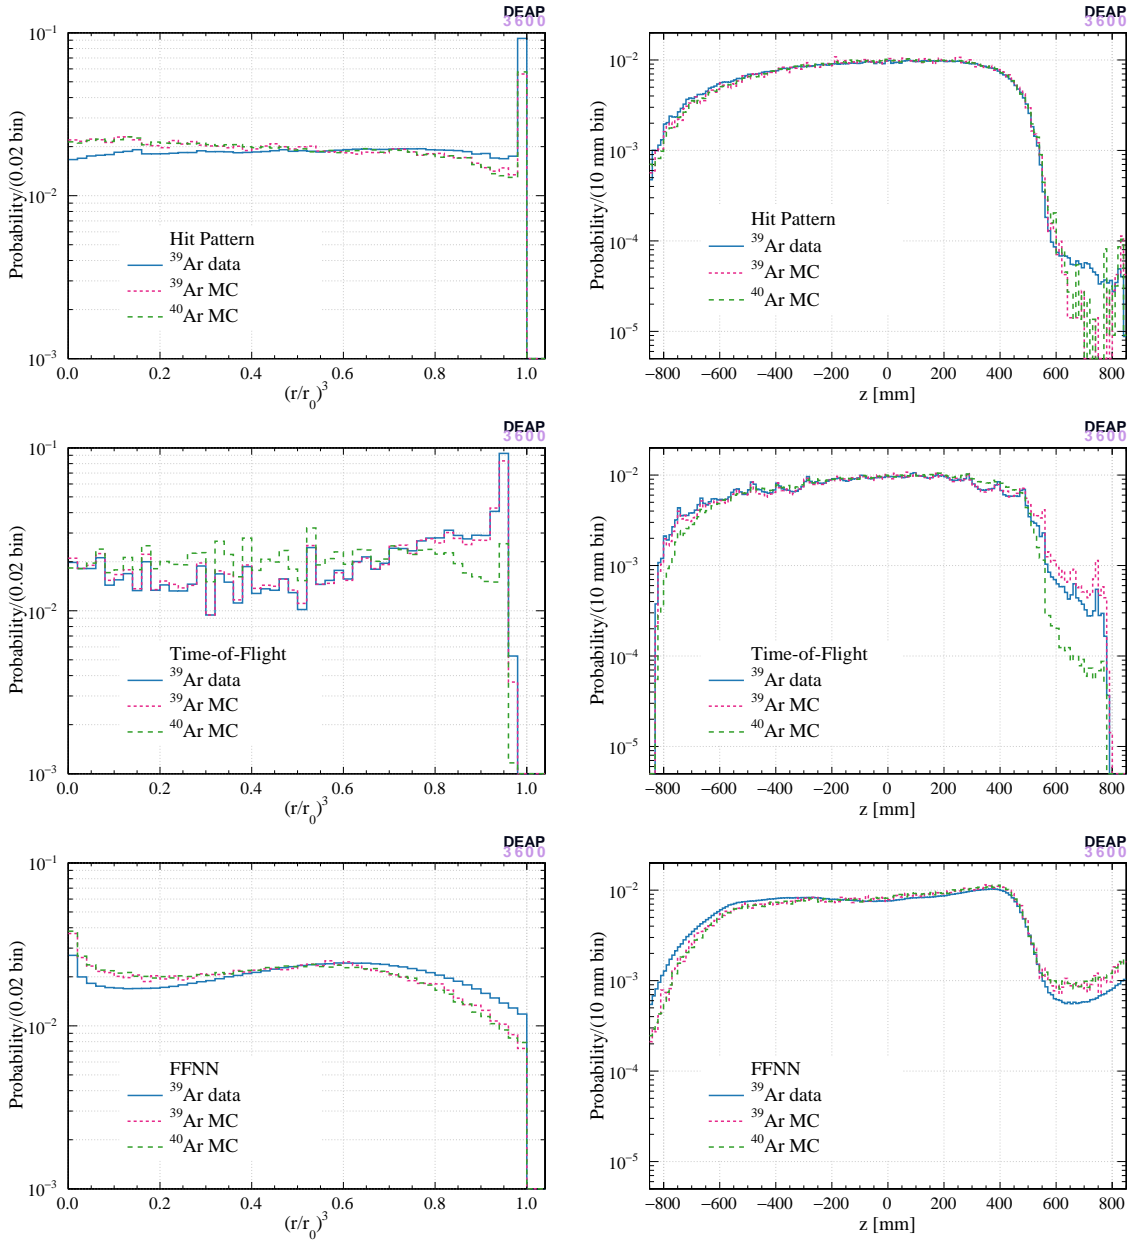 DEAP
3600
10⁻¹
10⁻²
10⁻³
Probability/(0.02 bin)
Hit Pattern
³⁹Ar data
³⁹Ar MC
⁴⁰Ar MC
0.0 0.2 0.4 0.6 0.8 1.0
(r/r₀)³
DEAP
3600
10⁻²
10⁻³
10⁻⁴
10⁻⁵
Probability/(10 mm bin)
Hit Pattern
³⁹Ar data
³⁹Ar MC
⁴⁰Ar MC
−800 −600 −400 −200 0 200 400 600 800
z [mm]
DEAP
3600
10⁻¹
10⁻²
10⁻³
Probability/(0.02 bin)
Time-of-Flight
³⁹Ar data
³⁹Ar MC
⁴⁰Ar MC
0.0 0.2 0.4 0.6 0.8 1.0
(r/r₀)³
DEAP
3600
10⁻²
10⁻³
10⁻⁴
10⁻⁵
Probability/(10 mm bin)
Time-of-Flight
³⁹Ar data
³⁹Ar MC
⁴⁰Ar MC
−800 −600 −400 −200 0 200 400 600 800
z [mm]
DEAP
3600
10⁻¹
10⁻²
10⁻³
Probability/(0.02 bin)
FFNN
³⁹Ar data
³⁹Ar MC
⁴⁰Ar MC
0.0 0.2 0.4 0.6 0.8 1.0
(r/r₀)³
DEAP
3600
10⁻²
10⁻³
10⁻⁴
10⁻⁵
Probability/(10 mm bin)
FFNN
³⁹Ar data
³⁹Ar MC
⁴⁰Ar MC
−800 −600 −400 −200 0 200 400 600 800
z [mm]